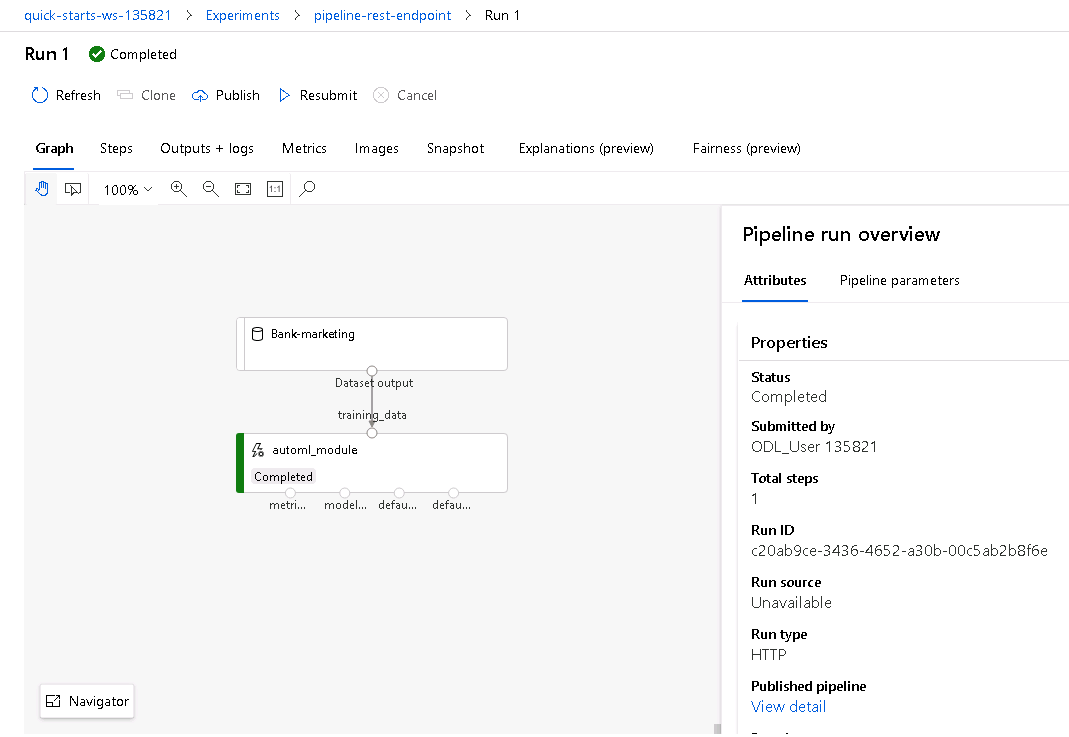 quick-starts-ws-135821 > Experiments > pipeline-rest-endpoint > Run 1
Run 1 Completed
Refresh Clone Publish Resubmit Cancel
Graph Steps Outputs + logs Metrics Images Snapshot Explanations (preview) Fairness (preview)
100% 1:1
Bank-marketing
Dataset output
training_data
automl_module
Completed
metri... model... defau... defau...
Navigator
Pipeline run overview
Attributes Pipeline parameters
Properties
Status
Completed
Submitted by
ODL_User 135821
Total steps
1
Run ID
c20ab9ce-3436-4652-a30b-00c5ab2b8f6e
Run source
Unavailable
Run type
HTTP
Published pipeline
View detail